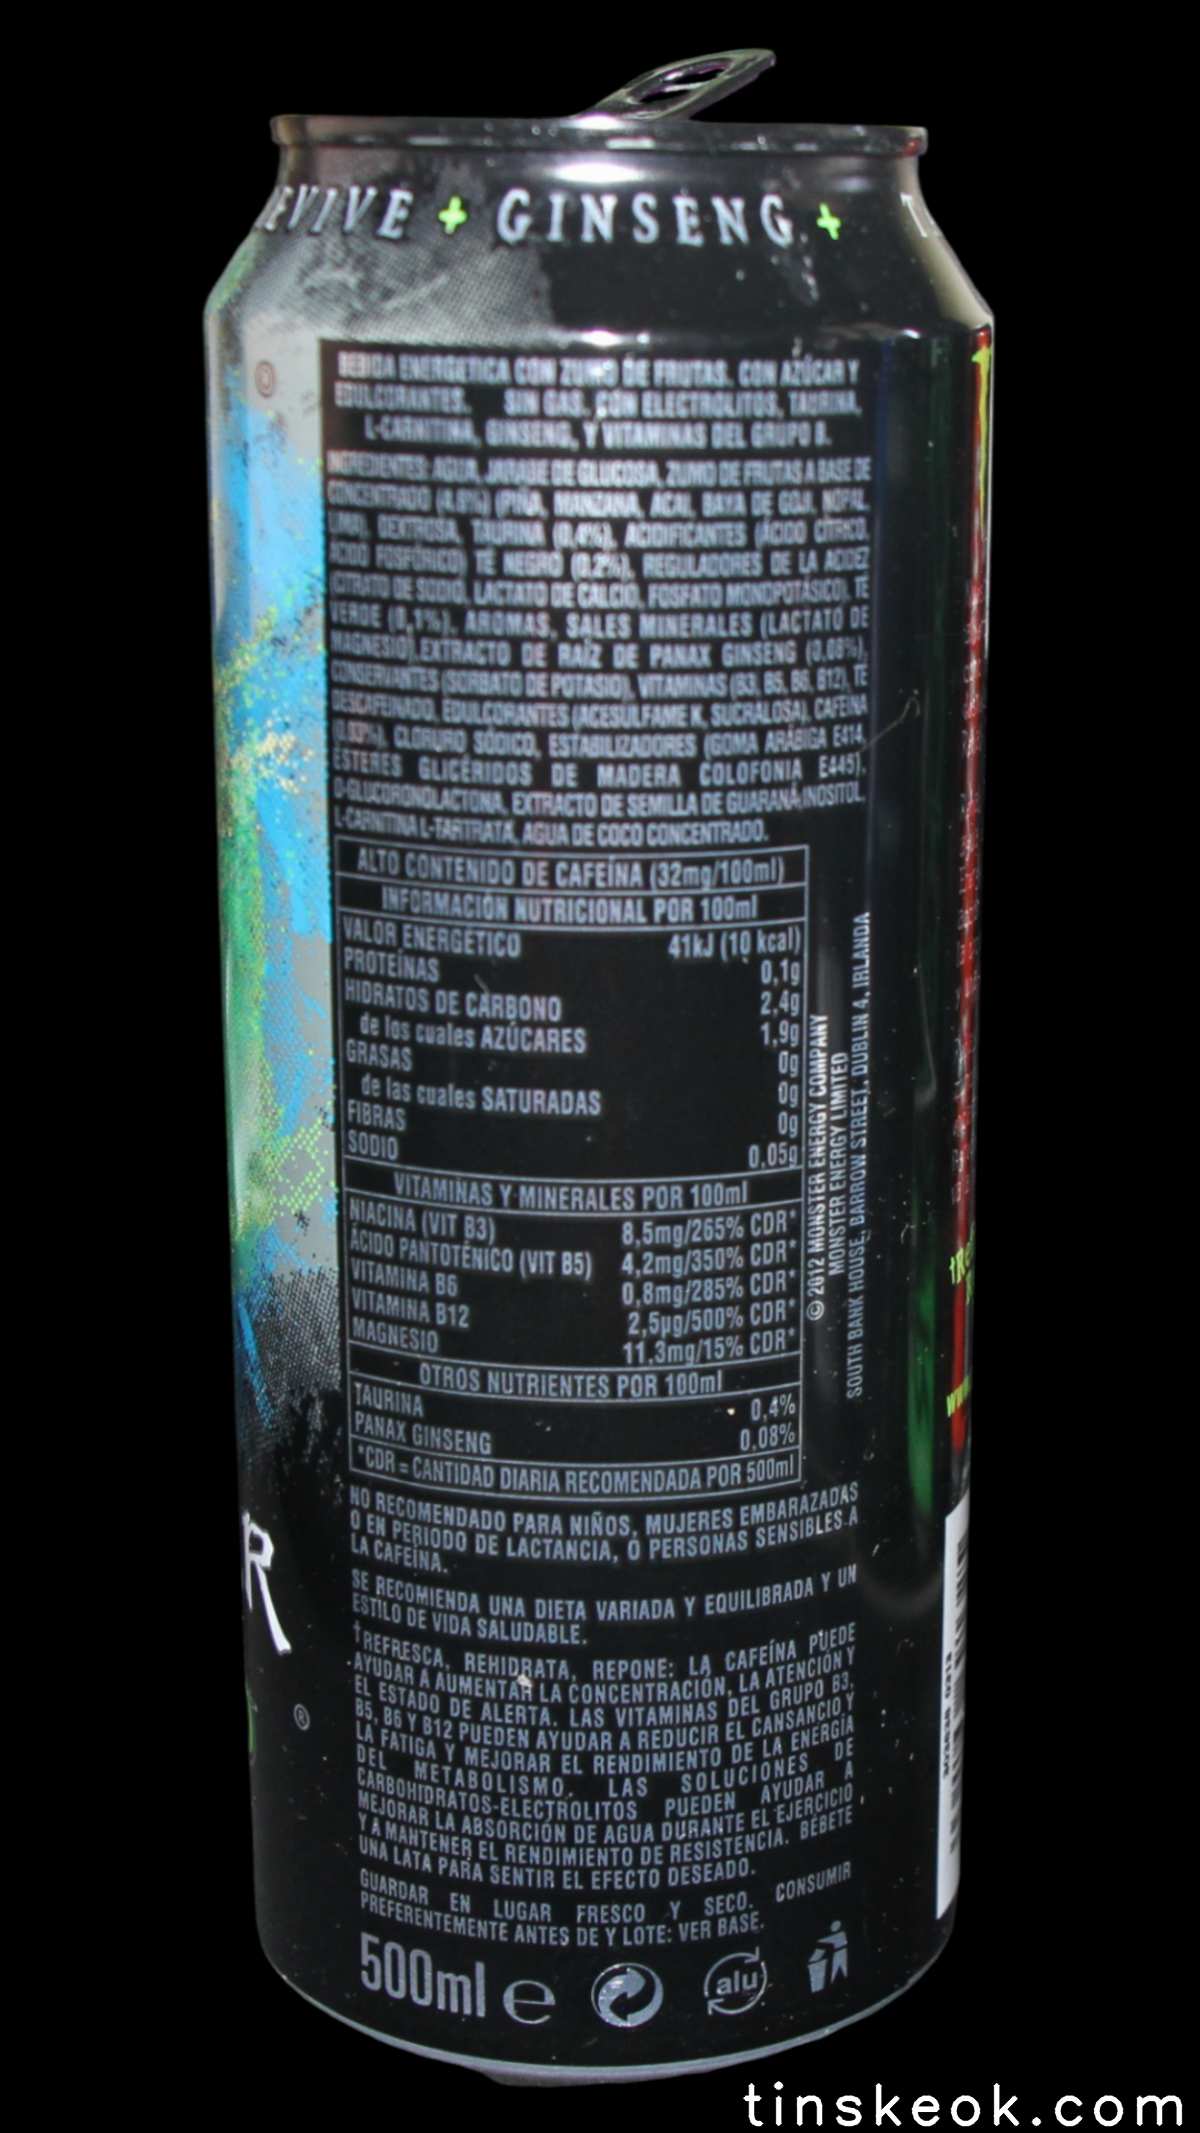 EVIVE + GINSENG +
BEBIDA ENERGETICA CON ZUMO DE FRUTAS. CON AZÚCAR Y
EDULCORANTES. SIN GAS, CON ELECTROLITOS, TAURINA,
L-CARNITINA, GINSENG, Y VITAMINAS DEL GRUPO B.
INGREDIENTES: AGUA, JARABE DE GLUCOSA, ZUMO DE FRUTAS A BASE DE
CONCENTRADO (4.8%) (PIÑA, MANZANA, ACAI, BAYA DE GOJI, NOPAL,
LIMA), DEXTROSA, TAURINA (0,4%), ACIDIFICANTES (ÁCIDO CÍTRICO,
ÁCIDO FOSFÓRICO) TÉ NEGRO (0,2%), REGULADORES DE LA ACIDEZ
(CITRATO DE SODIO, LACTATO DE CALCIO, FOSFATO MONOPOTÁSICO), TÉ
VERDE (0,1%), AROMAS, SALES MINERALES (LACTATO DE
MAGNESIO),EXTRACTO DE RAÍZ DE PANAX GINSENG (0,08%),
CONSERVANTES (SORBATO DE POTASIO), VITAMINAS (B3, B5, B6, B12), TÉ
DESCAFEINADO, EDULCORANTES (ACESULFAME K, SUCRALOSA), CAFEÍNA
(0,03%), CLORURO SÓDICO, ESTABILIZADORES (GOMA ARÁBIGA E414,
ÉSTERES GLICÉRIDOS DE MADERA COLOFONIA E445),
D-GLUCORONOLACTONA, EXTRACTO DE SEMILLA DE GUARANÁ,INOSITOL,
L-CARNITINA L-TARTRATA, AGUA DE COCO CONCENTRADO.
ALTO CONTENIDO DE CAFEÍNA (32mg/100ml)
INFORMACIÓN NUTRICIONAL POR 100ml
VALOR ENERGÉTICO 41kJ (10 kcal)
PROTEÍNAS 0,1g
HIDRATOS DE CARBONO 2,4g
de los cuales AZÚCARES 1,9g
GRASAS 0g
de las cuales SATURADAS 0g
FIBRAS 0g
SODIO 0,05g
VITAMINAS Y MINERALES POR 100ml
NIACINA (VIT B3) 8,5mg/265% CDR*
ÁCIDO PANTOTÉNICO (VIT B5) 4,2mg/350% CDR*
VITAMINA B6 0,8mg/285% CDR*
VITAMINA B12 2,5µg/500% CDR*
MAGNESIO 11,3mg/15% CDR*
OTROS NUTRIENTES POR 100ml
TAURINA 0,4%
PANAX GINSENG 0,08%
*CDR = CANTIDAD DIARIA RECOMENDADA POR 500ml
© 2012 MONSTER ENERGY COMPANY
MONSTER ENERGY LIMITED
SOUTH BANK HOUSE, BARROW STREET, DUBLIN 4, IRLANDA
NO RECOMENDADO PARA NIÑOS, MUJERES EMBARAZADAS
O EN PERIODO DE LACTANCIA, O PERSONAS SENSIBLES A
LA CAFEÍNA.
SE RECOMIENDA UNA DIETA VARIADA Y EQUILIBRADA Y UN
ESTILO DE VIDA SALUDABLE.
†REFRESCA, REHIDRATA, REPONE: LA CAFEÍNA PUEDE
AYUDAR A AUMENTAR LA CONCENTRACIÓN, LA ATENCIÓN Y
EL ESTADO DE ALERTA. LAS VITAMINAS DEL GRUPO B3,
B5, B6 Y B12 PUEDEN AYUDAR A REDUCIR EL CANSANCIO Y
LA FATIGA Y MEJORAR EL RENDIMIENTO DE LA ENERGÍA
DEL METABOLISMO. LAS SOLUCIONES DE
CARBOHIDRATOS-ELECTROLITOS PUEDEN AYUDAR A
MEJORAR LA ABSORCIÓN DE AGUA DURANTE EL EJERCICIO
Y A MANTENER EL RENDIMIENTO DE RESISTENCIA. BÉBETE
UNA LATA PARA SENTIR EL EFECTO DESEADO.
GUARDAR EN LUGAR FRESCO Y SECO. CONSUMIR
PREFERENTEMENTE ANTES DE Y LOTE: VER BASE.
500ml e
alu
R
®
tinskeok.com